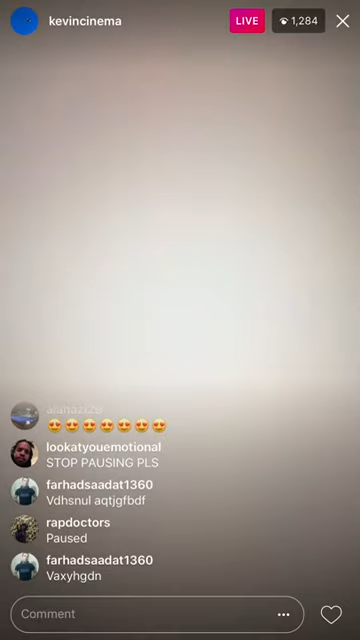 kevincinema LIVE 1,284
😍😍😍😍😍😍😍
lookatyouemotional
STOP PAUSING PLS
farhadsaadat1360
Vdhsnul aqtjgfbdf
rapdoctors
Paused
farhadsaadat1360
Vaxyhgdn
Comment